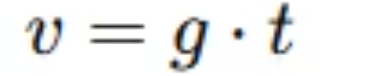 v = g · t